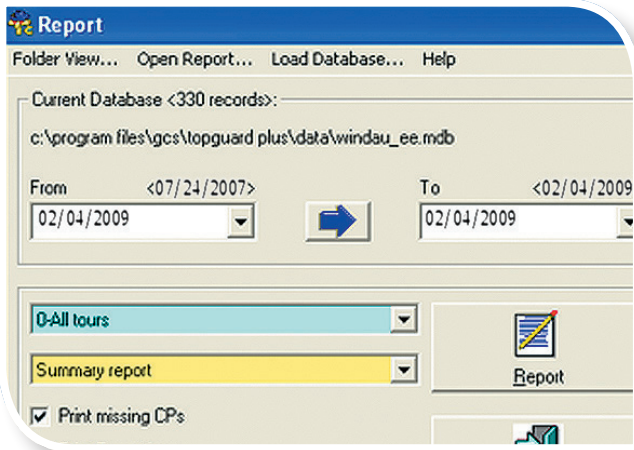 Report
Folder View... Open Report... Load Database... Help
Current Database <330 records>:
c:\program files\gcs\topguard plus\data\windau_ee.mdb
From <07/24/2007> To <02/04/2009
02/04/2009 02/04/2009
0-All tours
Summary report
Report
Print missing CPs